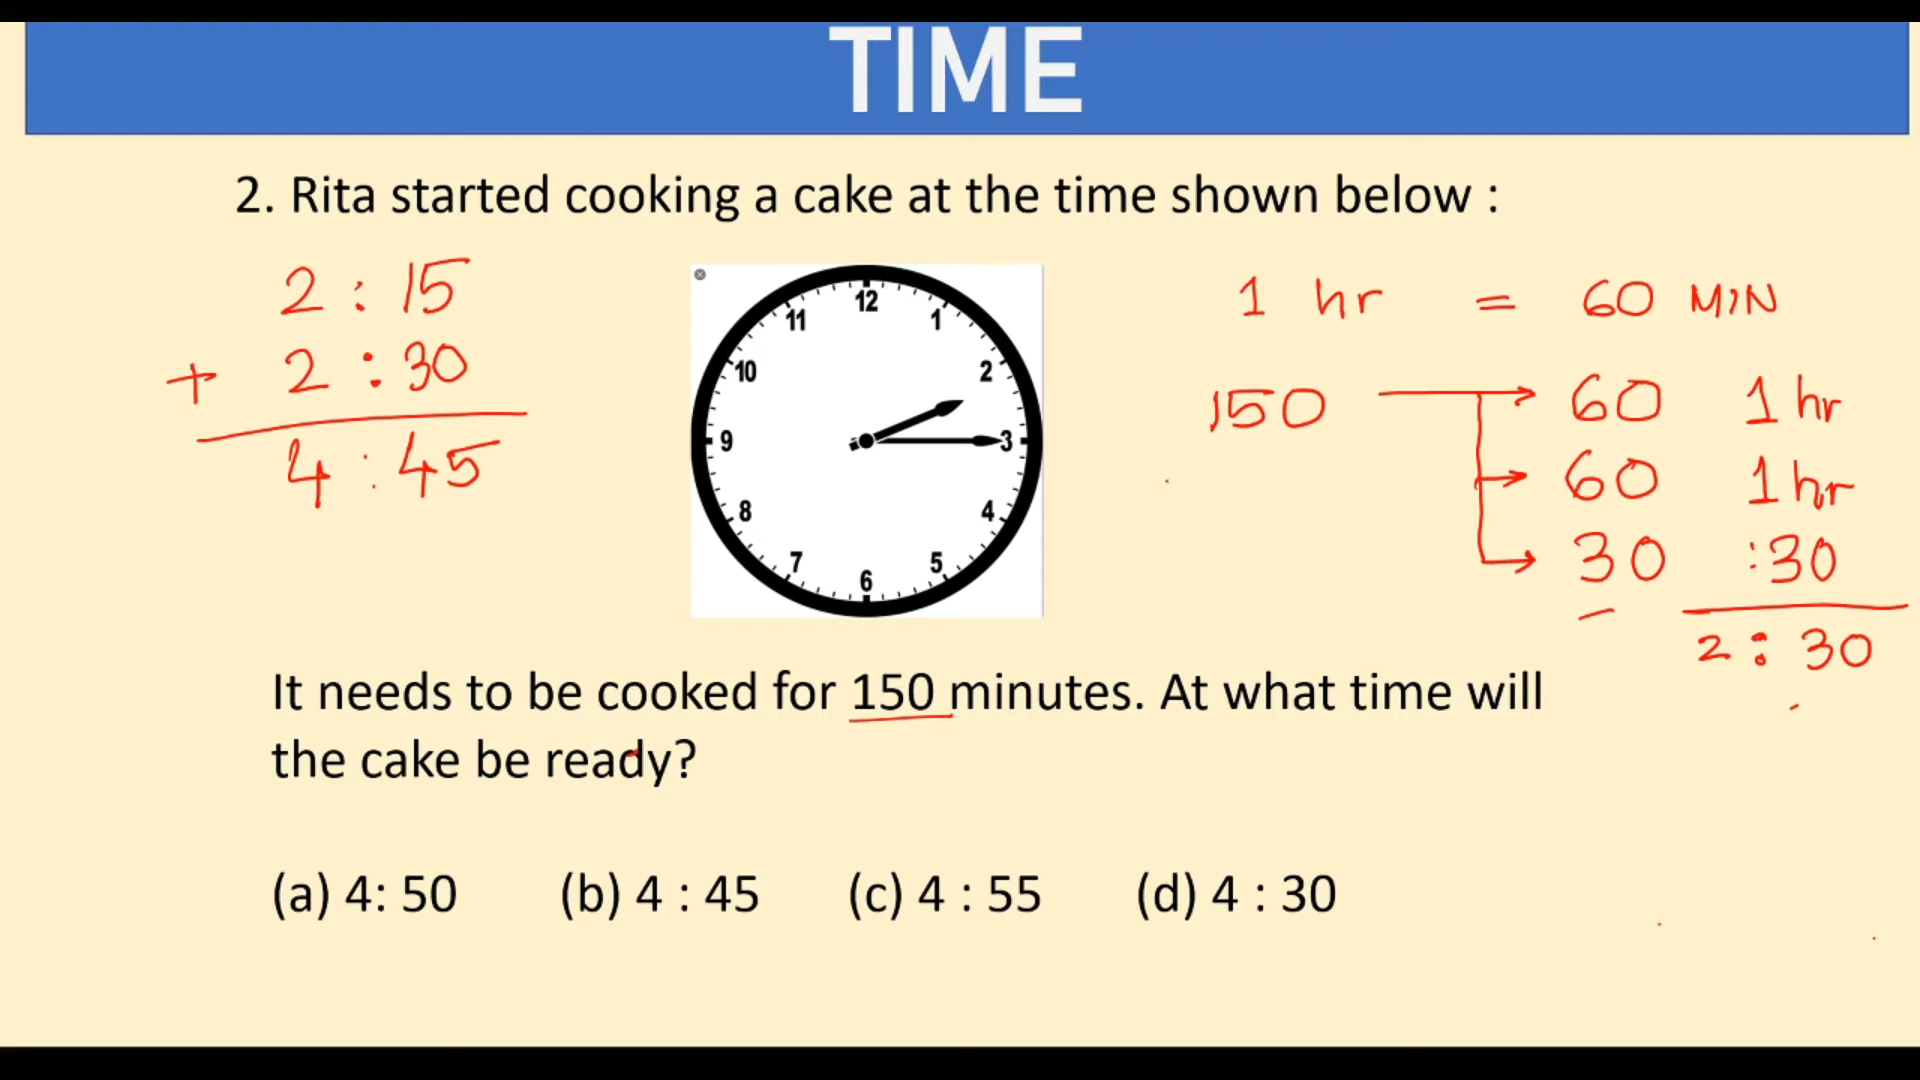 TIME
2. Rita started cooking a cake at the time shown below :
2 : 15
+ 2 : 30
4 : 45
12
1
2
3
4
5
6
7
8
9
10
11
1 hr = 60 MIN
150 → 60 1 hr
→ 60 1 hr
→ 30 : 30
2 : 30
It needs to be cooked for 150 minutes. At what time will
the cake be ready?
(a) 4: 50 (b) 4 : 45 (c) 4 : 55 (d) 4 : 30